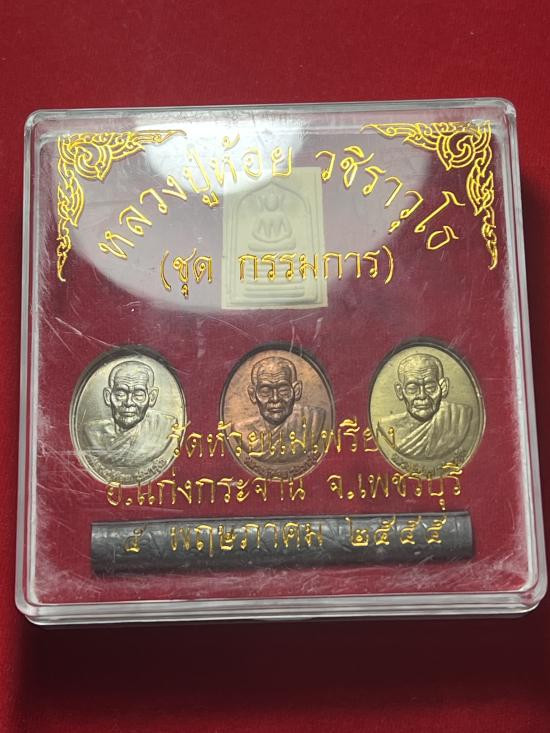 หลวงปู่ห้อย วชิราวุโธ
(ชุด กรรมการ)
วัดห้วยแม่เพรียง
อ.แก่งกระจาน จ.เพชรบุรี
๕ พฤษภาคม ๒๕๕๕